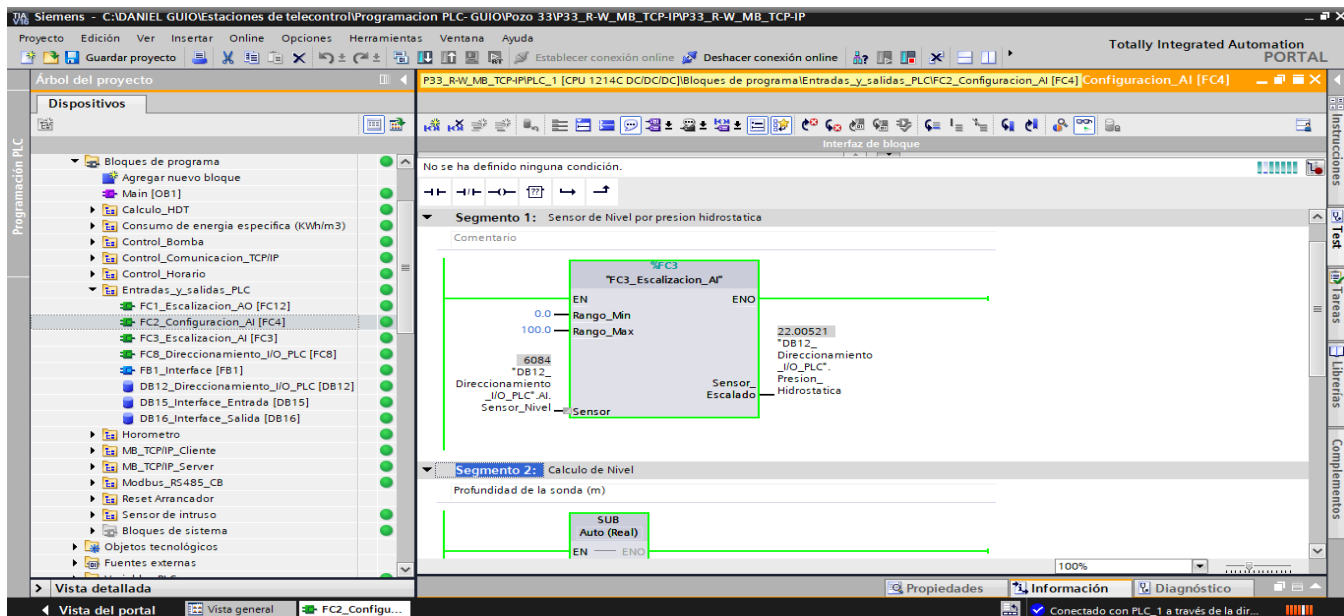 Siemens - C:\DANIEL GUIO\Estaciones de telecontrol\Programacion PLC- GUIO\Pozo 33\P33_R-W_MB_TCP-IP\P33_R-W_MB_TCP-IP
Proyecto Edición Ver Insertar Online Opciones Herramientas Ventana Ayuda
Guardar proyecto
Establecer conexión online
Deshacer conexión online
Totally Integrated Automation
PORTAL
Árbol del proyecto
P33_R-W_MB_TCP-IP\PLC_1 [CPU 1214C DC/DC/DC]\Bloques de programa\Entradas_y_salidas_PLC\FC2_Configuracion_AI [FC4]
Configuracion_AI [FC4]
Dispositivos
Programación PLC
Bloques de programa
Agregar nuevo bloque
Main [OB1]
Calculo_HDT
Consumo de energia especifica (KWh/m3)
Control_Bomba
Control_Comunicacion_TCP/IP
Control_Horario
Entradas_y_salidas_PLC
FC1_Escalizacion_AO [FC12]
FC2_Configuracion_AI [FC4]
FC3_Escalizacion_AI [FC3]
FC8_Direccionamiento_I/O_PLC [FC8]
FB1_Interface [FB1]
DB12_Direccionamiento_I/O_PLC [DB12]
DB15_Interface_Entrada [DB15]
DB16_Interface_Salida [DB16]
Horometro
MB_TCP/IP_Cliente
MB_TCP/IP_Server
Modbus_RS485_CB
Reset Arrancador
Sensor de intruso
Bloques de sistema
Objetos tecnológicos
Fuentes externas
Vista detallada
Interfaz de bloque
No se ha definido ninguna condición.
Segmento 1: Sensor de Nivel por presion hidrostatica
Comentario
%FC3
"FC3_Escalizacion_AI"
EN ENO
0.0 Rango_Min
100.0 Rango_Max
6084
"DB12_
Direccionamiento
_I/O_PLC".AI.
Sensor_Nivel
Sensor
Sensor_
Escalado
22.00521
"DB12_
Direccionamiento
_I/O_PLC".
Presion_
Hidrostatica
Segmento 2: Calculo de Nivel
Profundidad de la sonda (m)
SUB
Auto (Real)
EN ENO
100%
Instrucciones
Test
Tareas
Librerías
Complementos
Propiedades
Información
Diagnóstico
Vista del portal
Vista general
FC2_Configu...
Conectado con PLC_1 a través de la dir...